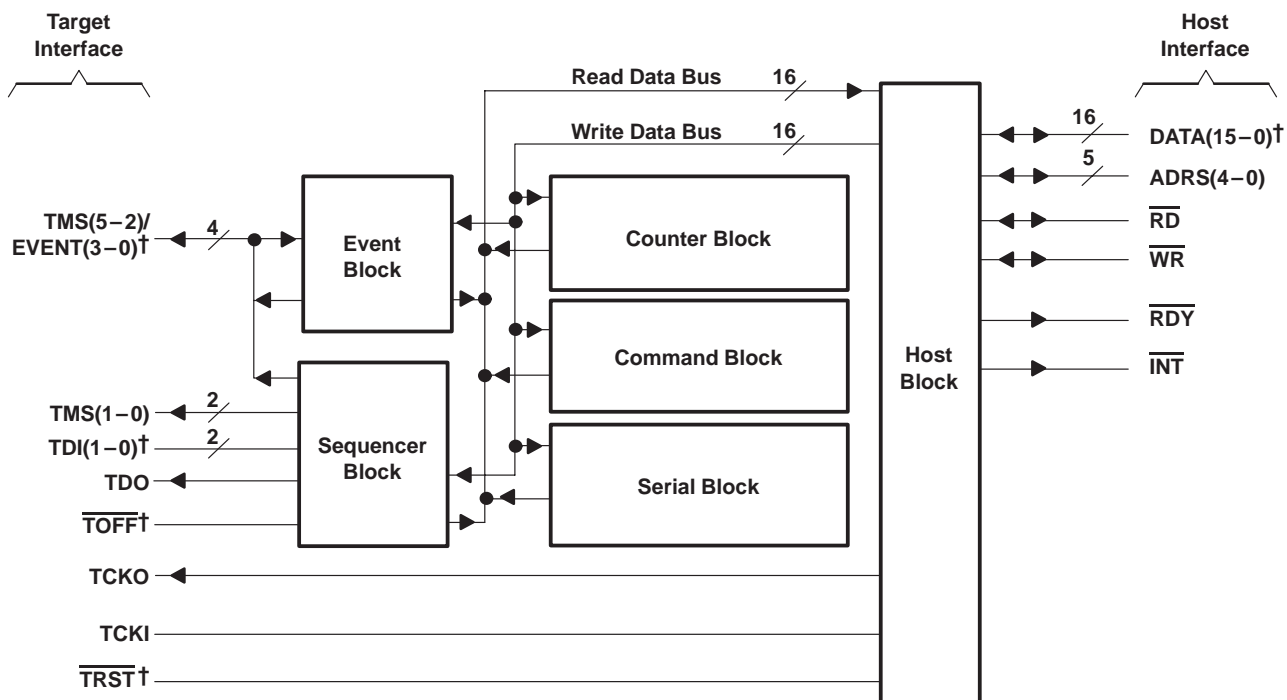 Target
Interface
Host
Interface
Read Data Bus
16
Write Data Bus
16
16
DATA(15–0)†
5
ADRS(4–0)
TMS(5–2)/
EVENT(3–0)†
4
Event
Block
Counter Block
RD
WR
RDY
INT
Command Block
Host
Block
TMS(1–0)
2
TDI(1–0)†
2
TDO
TOFF†
Sequencer
Block
Serial Block
TCKO
TCKI
TRST†